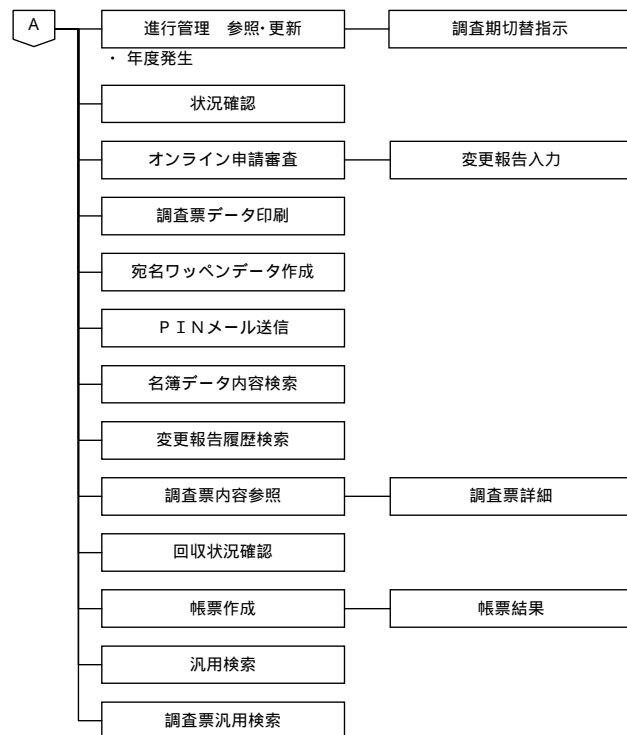 A
進行管理　参照・更新
調査期切替指示
・ 年度発生
状況確認
オンライン申請審査
変更報告入力
調査票データ印刷
宛名ワッペンデータ作成
ＰＩＮメール送信
名簿データ内容検索
変更報告履歴検索
調査票内容参照
調査票詳細
回収状況確認
帳票作成
帳票結果
汎用検索
調査票汎用検索